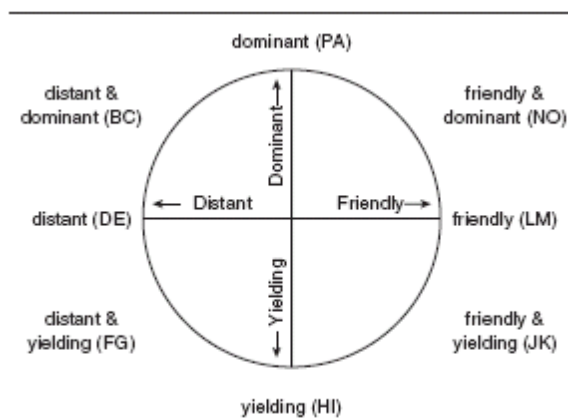 dominant (PA)
distant &
dominant (BC)
friendly &
dominant (NO)
Dominant
distant (DE)
Distant
Friendly
friendly (LM)
Yielding
distant &
yielding (FG)
friendly &
yielding (JK)
yielding (HI)